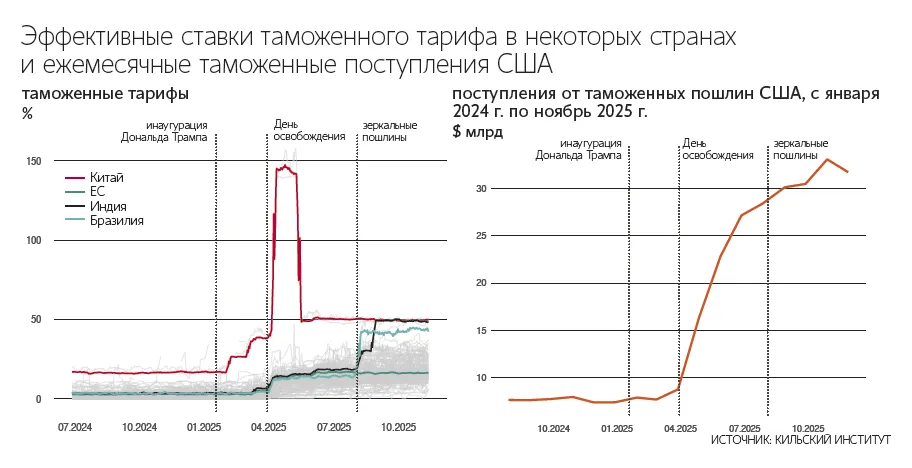 Эффективные ставки таможенного тарифа в некоторых странах
и ежемесячные таможенные поступления США
таможенные тарифы
%
инаугурация
Дональда Трампа
День
освобождения
зеркальные
пошлины
150
100
50
0
Китай
ЕС
Индия
Бразилия
07.2024
10.2024
01.2025
04.2025
07.2025
10.2025
поступления от таможенных пошлин США, с января
2024 г. по ноябрь 2025 г.
$ млрд
инаугурация
Дональда Трампа
День
освобождения
зеркальные
пошлины
30
25
20
15
10
10.2024
01.2025
04.2025
07.2025
10.2025
ИСТОЧНИК: КИЛЬСКИЙ ИНСТИТУТ